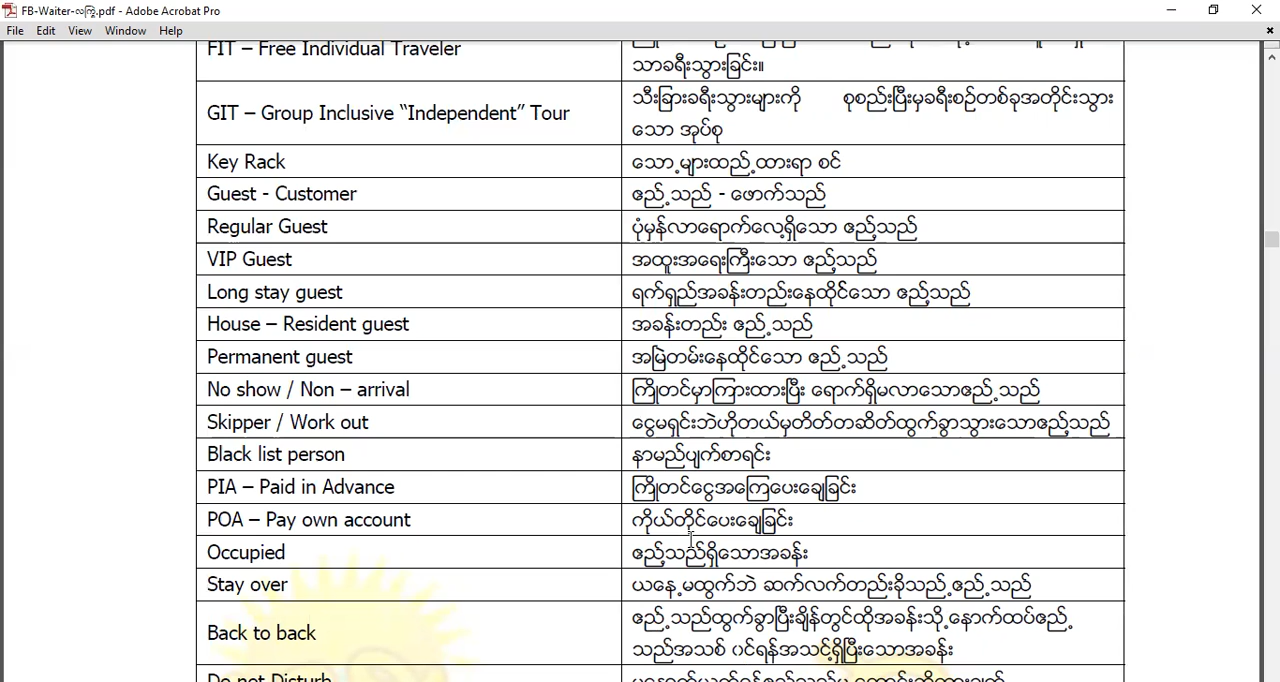 FB-Waiter-လကြွ.pdf - Adobe Acrobat Pro
File Edit View Window Help
FIT – Free Individual Traveler
သာခရီးသွားခြင်း။
GIT – Group Inclusive “Independent” Tour
သီးခြားခရီးသွားများကို စုစည်းပြီးမှခရီးစဉ်တစ်ခုအတိုင်းသွား
သော အုပ်စု
Key Rack
သော့များထည့်ထားရာ စင်
Guest - Customer
ဧည့်သည် - ဖောက်သည်
Regular Guest
ပုံမှန်လာရောက်လေ့ရှိသော ဧည့်သည်
VIP Guest
အထူးအရေးကြီးသော ဧည့်သည်
Long stay guest
ရက်ရှည်အခန်းတည်းနေထိုင်သော ဧည့်သည်
House – Resident guest
အခန်းတည်း ဧည့်သည်
Permanent guest
အမြဲတမ်းနေထိုင်သော ဧည့်သည်
No show / Non – arrival
ကြိုတင်မှာကြားထားပြီး ရောက်ရှိမလာသောဧည့်သည်
Skipper / Work out
ငွေမရှင်းဘဲဟိုတယ်မှတိတ်တဆိတ်ထွက်ခွာသွားသောဧည့်သည်
Black list person
နာမည်ပျက်စာရင်း
PIA – Paid in Advance
ကြိုတင်ငွေအကြေပေးချေခြင်း
POA – Pay own account
ကိုယ်တိုင်ပေးချေခြင်း
Occupied
ဧည့်သည်ရှိသောအခန်း
Stay over
ယနေ့မထွက်ဘဲ ဆက်လက်တည်းခိုသည့်ဧည့်သည်
Back to back
ဧည့်သည်ထွက်ခွာပြီးချိန်တွင်ထိုအခန်းသို့နောက်ထပ်ဧည့်
သည်အသစ် ဝင်ရန်အသင့်ရှိပြီးသောအခန်း
Do not Disturb